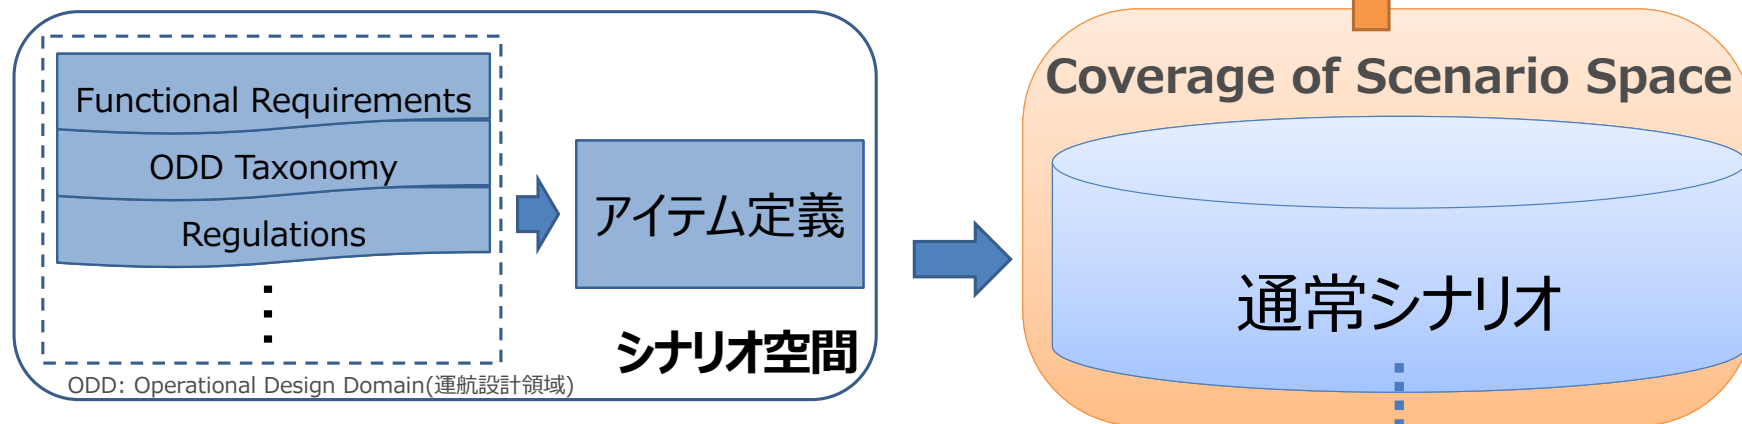 Functional Requirements
ODD Taxonomy
Regulations
アイテム定義
シナリオ空間
ODD: Operational Design Domain(運航設計領域)
Coverage of Scenario Space
通常シナリオ